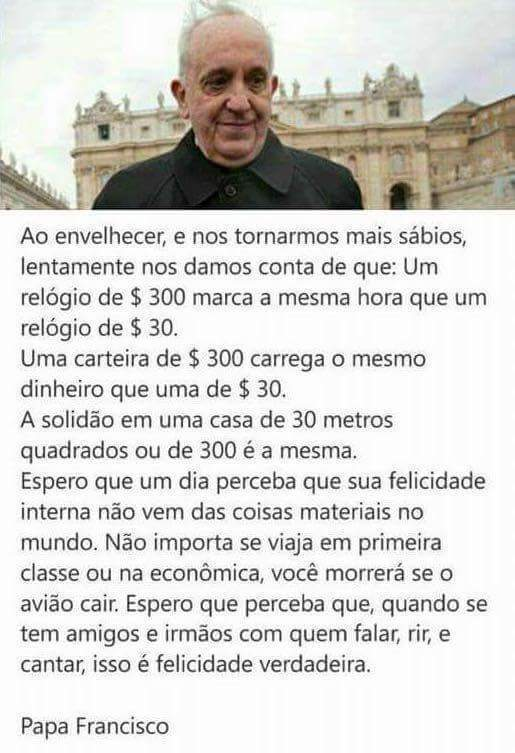 Ao envelhecer, e nos tornarmos mais sábios,
lentamente nos damos conta de que: Um
relógio de $ 300 marca a mesma hora que um
relógio de $ 30.
Uma carteira de $ 300 carrega o mesmo
dinheiro que uma de $ 30.
A solidão em uma casa de 30 metros
quadrados ou de 300 é a mesma.
Espero que um dia perceba que sua felicidade
interna não vem das coisas materiais no
mundo. Não importa se viaja em primeira
classe ou na econômica, você morrerá se o
avião cair. Espero que perceba que, quando se
tem amigos e irmãos com quem falar, rir, e
cantar, isso é felicidade verdadeira.
Papa Francisco